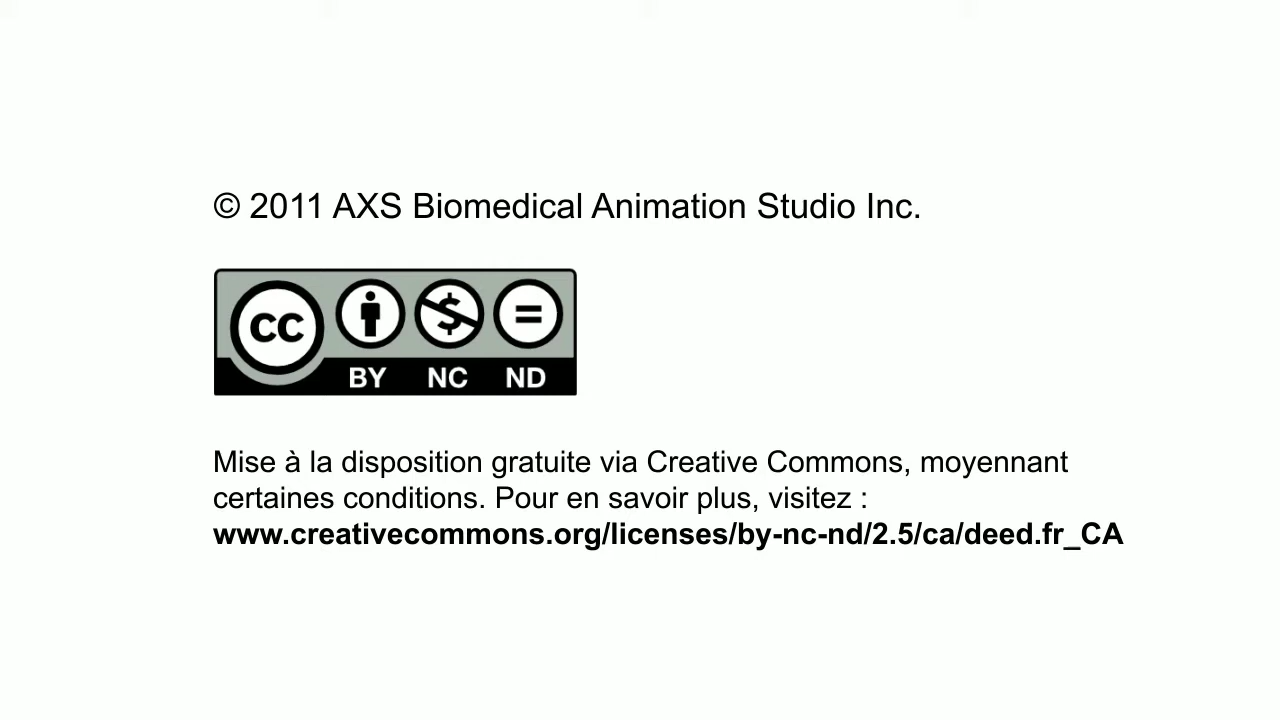 © 2011 AXS Biomedical Animation Studio Inc.
CC
BY NC ND
Mise à la disposition gratuite via Creative Commons, moyennant
certaines conditions. Pour en savoir plus, visitez :
www.creativecommons.org/licenses/by-nc-nd/2.5/ca/deed.fr_CA